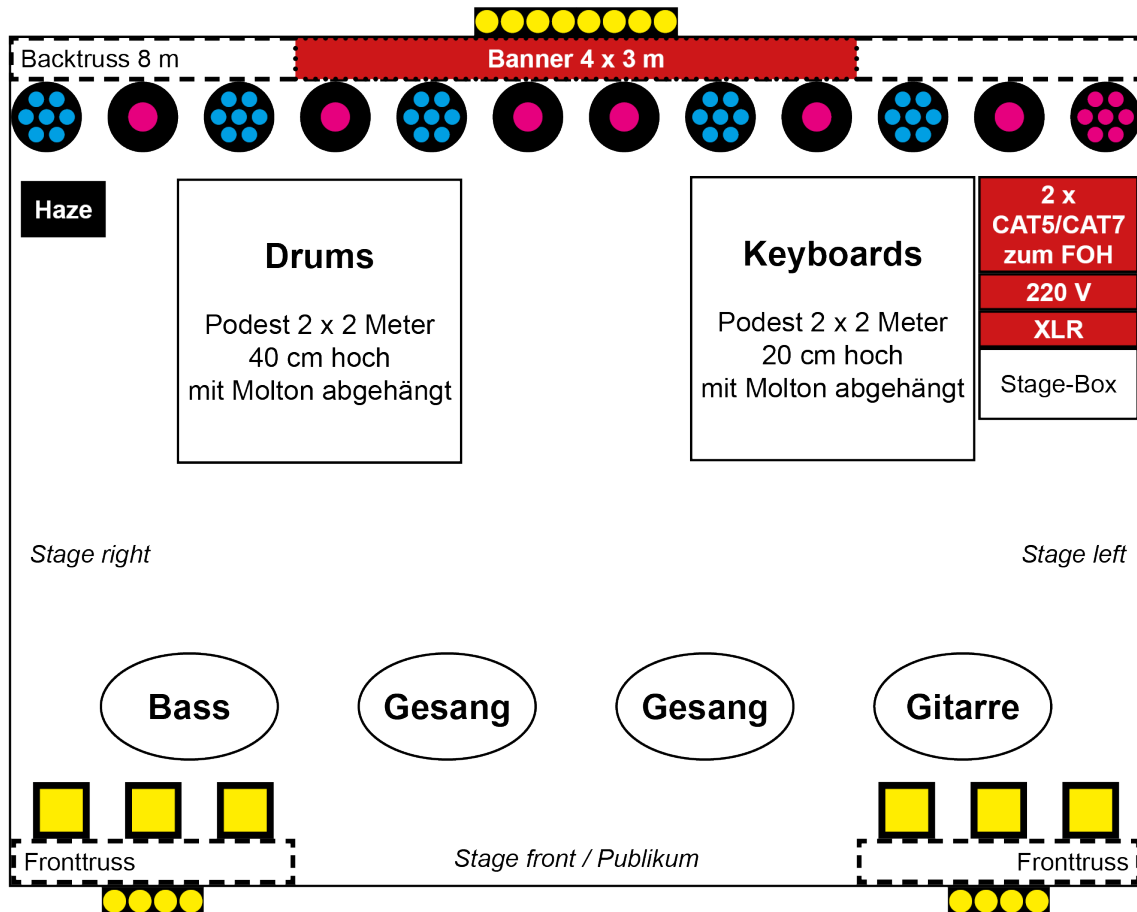 Backtruss 8 m
Banner 4 x 3 m
Haze
Drums
Podest 2 x 2 Meter
40 cm hoch
mit Molton abgehängt
Keyboards
Podest 2 x 2 Meter
20 cm hoch
mit Molton abgehängt
2 x
CAT5/CAT7
zum FOH
220 V
XLR
Stage-Box
Stage right
Stage left
Bass
Gesang
Gesang
Gitarre
Fronttruss
Stage front / Publikum
Fronttruss